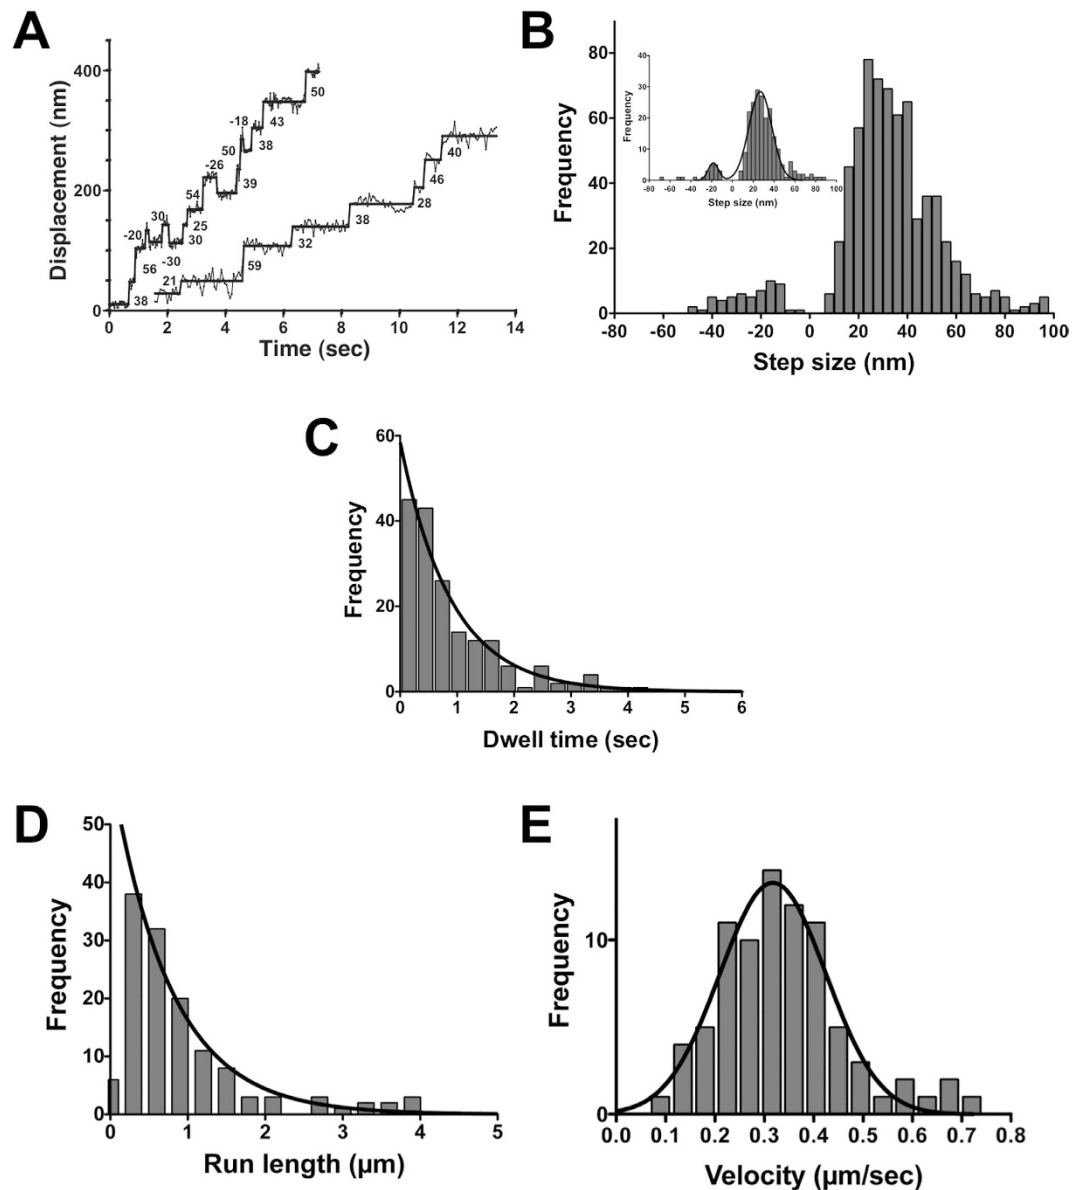 A
Displacement (nm)
400
200
0
38
56
-20
30
-30
30
25
54
-26
39
50
-18
38
43
50
21
59
32
38
28
46
40
0 2 4 6 8 10 12 14
Time (sec)
B
Frequency
80
60
40
20
0
-80 -60 -40 -20 0 20 40 60 80 100
Step size (nm)
Frequency
40
30
20
10
0
-80 -60 -40 -20 0 20 40 60 80 100
Step size (nm)
C
Frequency
60
40
20
0
0 1 2 3 4 5 6
Dwell time (sec)
D
Frequency
50
40
30
20
10
0
0 1 2 3 4 5
Run length (μm)
E
Frequency
10
0
0.0 0.1 0.2 0.3 0.4 0.5 0.6 0.7 0.8
Velocity (μm/sec)